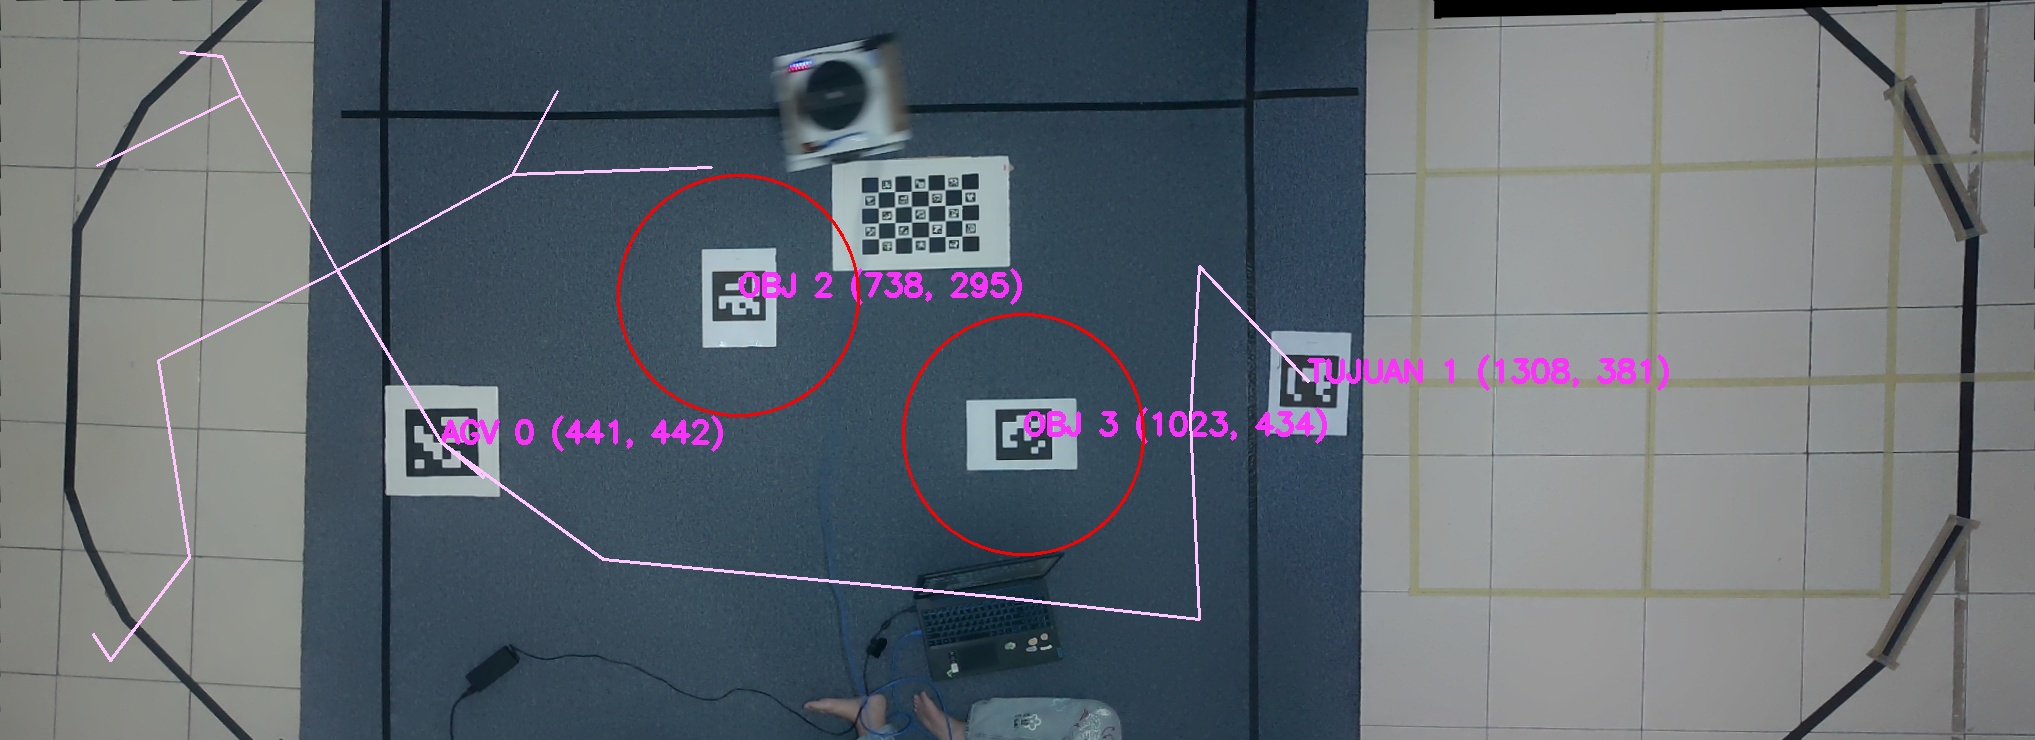 OBJ 2 (738, 295)
TUJUAN 1 (1308, 381)
OBJ 3 (1023, 434)
AGV 0 (441, 442)